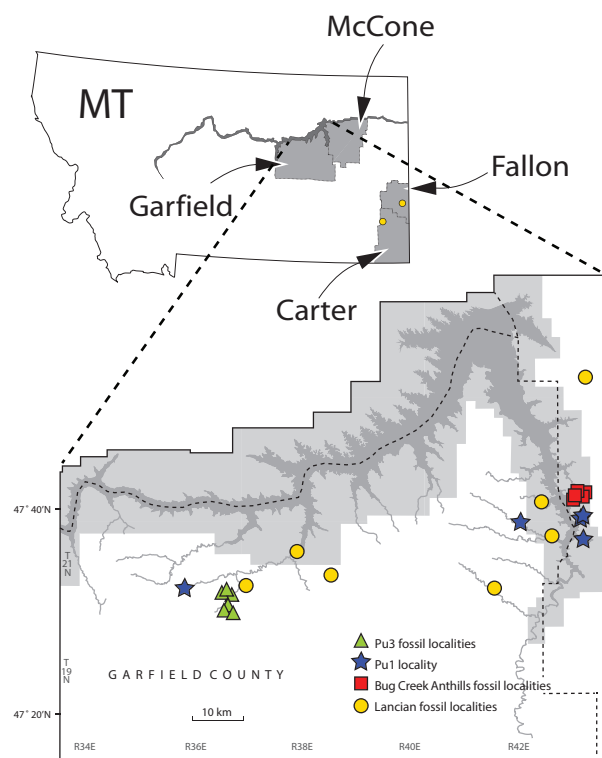 McCone
MT
Fallon
Garfield
Carter
47° 40'
T
21
N
Pu3 fossil localities
Pu1 locality
T
19
N
GARFIELD COUNTY
Bug Creek Anthills fossil localities
Lancian fossil localities
47° 20'
10 km
R34E R36E R38E R40E R42E